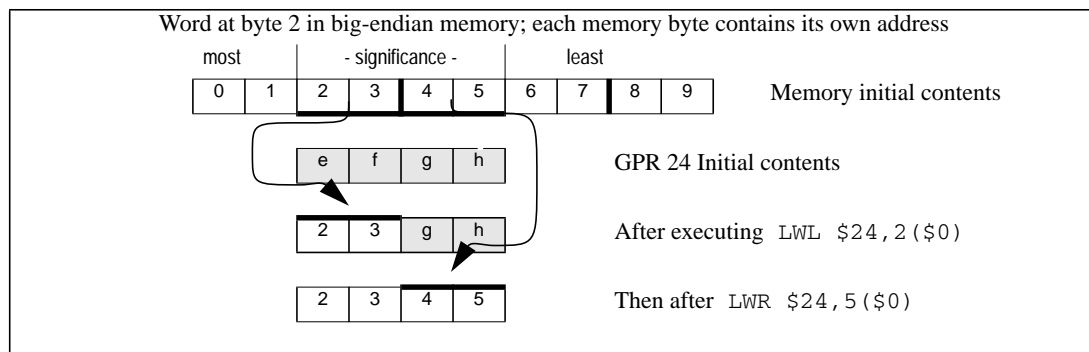 Word at byte 2 in big-endian memory; each memory byte contains its own address
most - significance - least
0 1 2 3 4 5 6 7 8 9 Memory initial contents
e f g h GPR 24 Initial contents
2 3 g h After executing LWL $24,2($0)
2 3 4 5 Then after LWR $24,5($0)